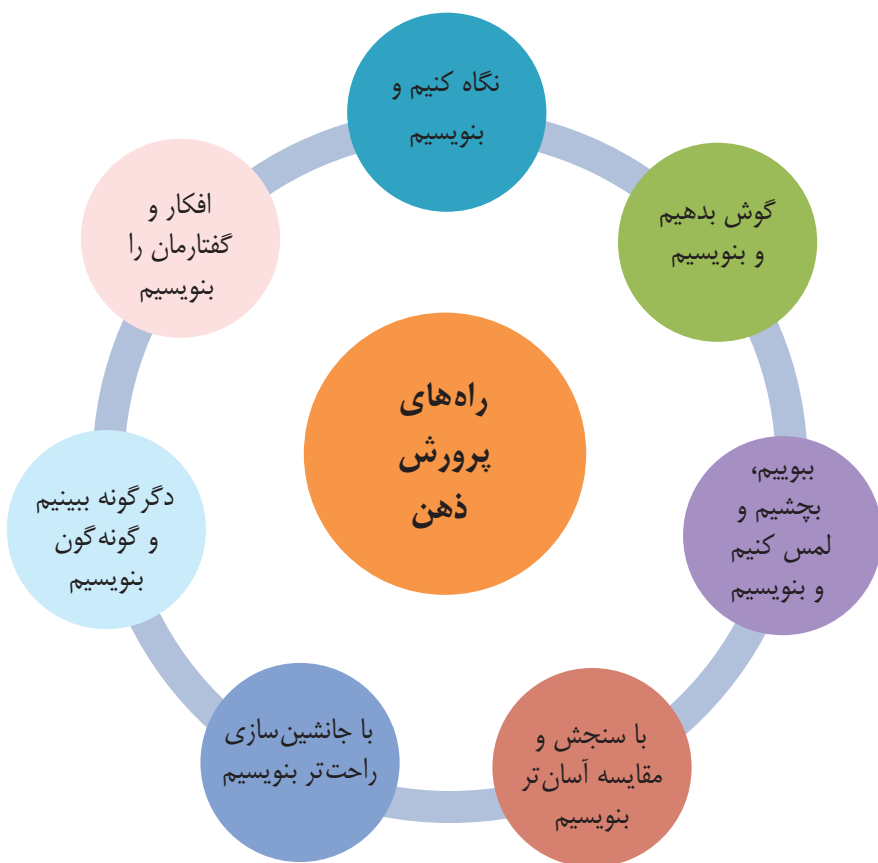 راه‌های
پرورش
ذهن
نگاه کنیم و
بنویسیم
گوش بدهیم
و بنویسیم
ببوییم،
بچشیم و
لمس کنیم
و بنویسیم
با سنجش و
مقایسه آسان‌تر
بنویسیم
با جانشین‌سازی
راحت‌تر بنویسیم
دگرگونه ببینیم
و گونه‌گون
بنویسیم
افکار و
گفتارمان را
بنویسیم